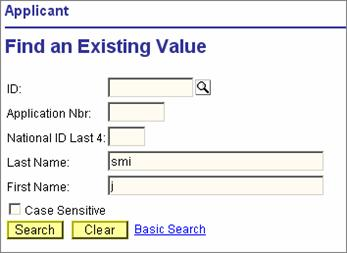 Applicant
Find an Existing Value
ID:
Application Nbr:
National ID Last 4:
Last Name: smi
First Name: j
Case Sensitive
Search Clear Basic Search